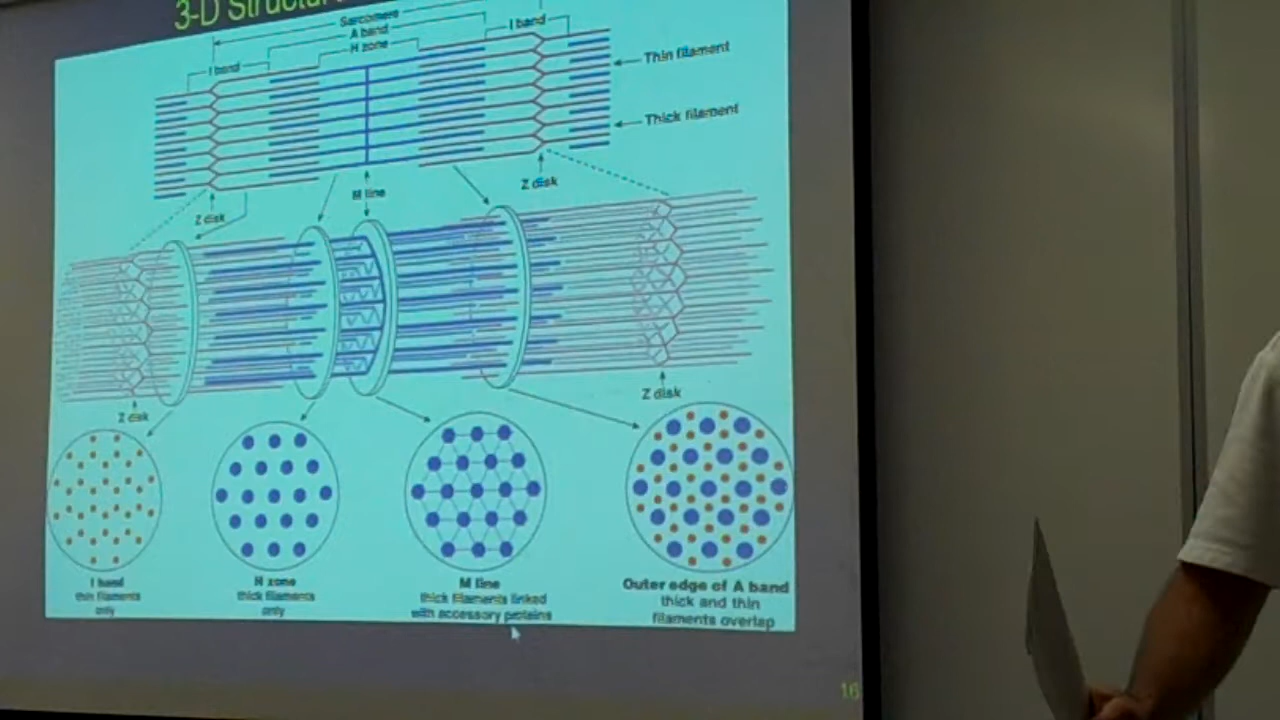 3-D Structur
Sarcomere
A band
I band
H zone
I band
Thin filament
Thick filament
M line
Z disk
Z disk
Z disk
Z disk
I band
thin filaments
only
H zone
thick filaments
only
M line
thick filaments linked
with accessory proteins
Outer edge of A band
thick and thin
filaments overlap
16